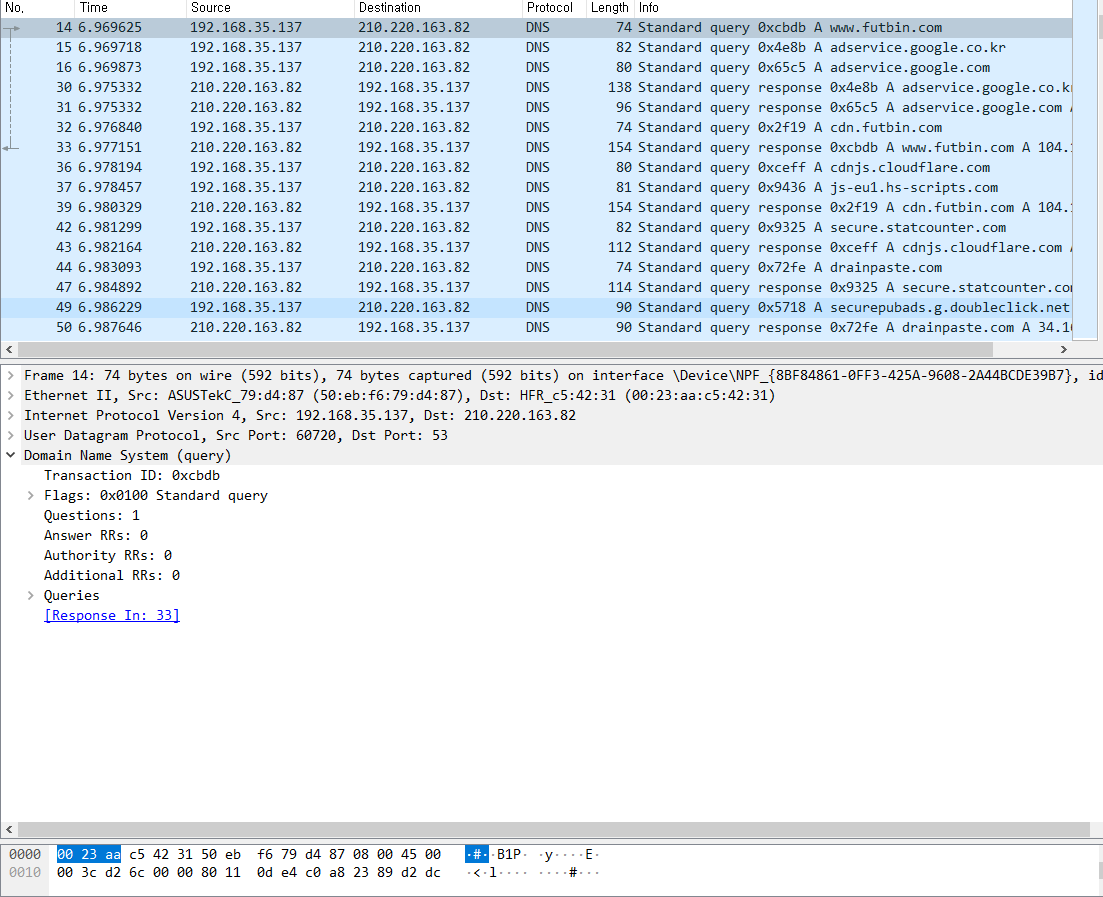 No. Time Source Destination Protocol Length Info
14 6.969625 192.168.35.137 210.220.163.82 DNS 74 Standard query 0xcbdb A www.futbin.com
15 6.969718 192.168.35.137 210.220.163.82 DNS 82 Standard query 0x4e8b A adservice.google.co.kr
16 6.969873 192.168.35.137 210.220.163.82 DNS 80 Standard query 0x65c5 A adservice.google.com
30 6.975332 210.220.163.82 192.168.35.137 DNS 138 Standard query response 0x4e8b A adservice.google.co.kr
31 6.975332 210.220.163.82 192.168.35.137 DNS 96 Standard query response 0x65c5 A adservice.google.com A
32 6.976840 192.168.35.137 210.220.163.82 DNS 74 Standard query 0x2f19 A cdn.futbin.com
33 6.977151 210.220.163.82 192.168.35.137 DNS 154 Standard query response 0xcbdb A www.futbin.com A 104.1
36 6.978194 192.168.35.137 210.220.163.82 DNS 80 Standard query 0xceff A cdnjs.cloudflare.com
37 6.978457 192.168.35.137 210.220.163.82 DNS 81 Standard query 0x9436 A js-eu1.hs-scripts.com
39 6.980329 210.220.163.82 192.168.35.137 DNS 154 Standard query response 0x2f19 A cdn.futbin.com A 104.1
42 6.981299 192.168.35.137 210.220.163.82 DNS 82 Standard query 0x9325 A secure.statcounter.com
43 6.982164 210.220.163.82 192.168.35.137 DNS 112 Standard query response 0xceff A cdnjs.cloudflare.com A
44 6.983093 192.168.35.137 210.220.163.82 DNS 74 Standard query 0x72fe A drainpaste.com
47 6.984892 210.220.163.82 192.168.35.137 DNS 114 Standard query response 0x9325 A secure.statcounter.com
49 6.986229 192.168.35.137 210.220.163.82 DNS 90 Standard query 0x5718 A securepubads.g.doubleclick.net
50 6.987646 210.220.163.82 192.168.35.137 DNS 90 Standard query response 0x72fe A drainpaste.com A 34.10
Frame 14: 74 bytes on wire (592 bits), 74 bytes captured (592 bits) on interface \Device\NPF_{8BF84861-0FF3-425A-9608-2A44BCDE39B7}, id
Ethernet II, Src: ASUSTekC_79:d4:87 (50:eb:f6:79:d4:87), Dst: HFR_c5:42:31 (00:23:aa:c5:42:31)
Internet Protocol Version 4, Src: 192.168.35.137, Dst: 210.220.163.82
User Datagram Protocol, Src Port: 60720, Dst Port: 53
Domain Name System (query)
Transaction ID: 0xcbdb
Flags: 0x0100 Standard query
Questions: 1
Answer RRs: 0
Authority RRs: 0
Additional RRs: 0
Queries
[Response In: 33]
0000 00 23 aa c5 42 31 50 eb f6 79 d4 87 08 00 45 00 ·#··B1P· ·y····E·
0010 00 3c d2 6c 00 00 80 11 0d e4 c0 a8 23 89 d2 dc ·<·l···· ····#···